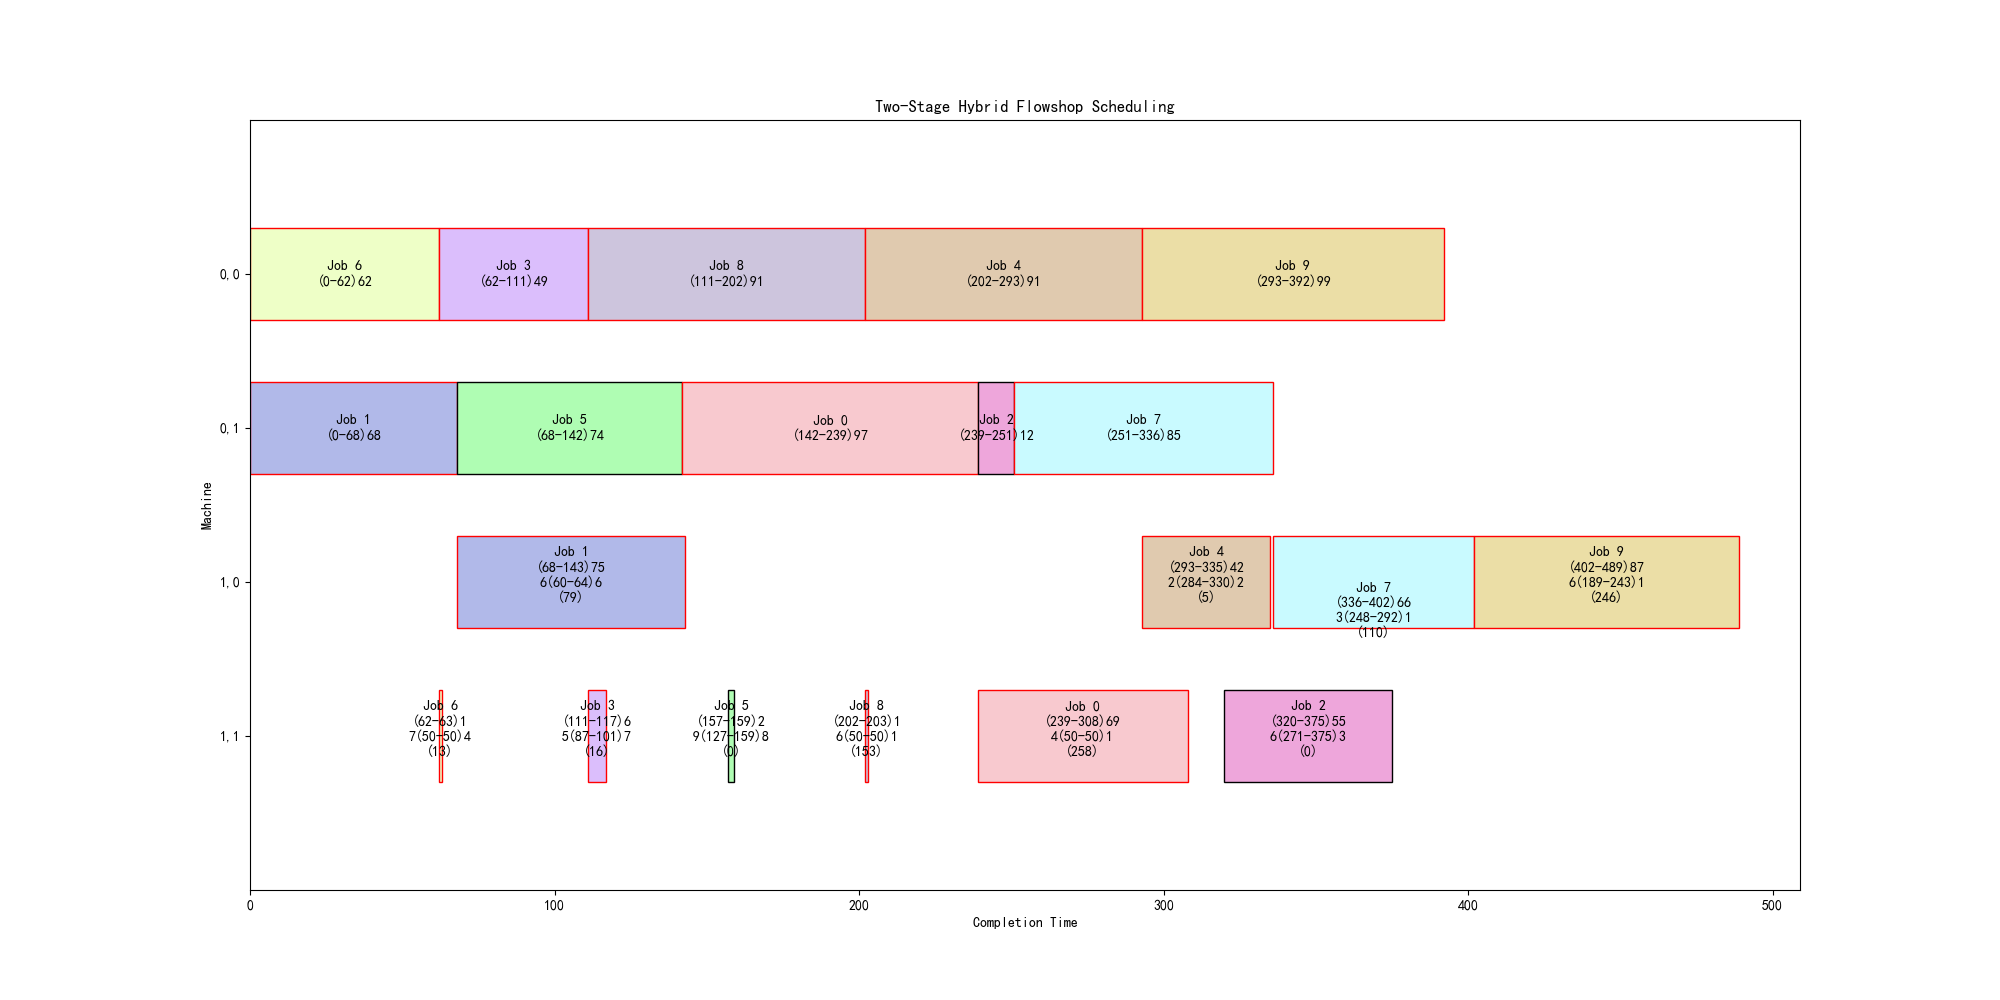 Two-Stage Hybrid Flowshop Scheduling
0,0
Job 6
(0-62)62
Job 3
(62-111)49
Job 8
(111-202)91
Job 4
(202-293)91
Job 9
(293-392)99
0,1
Job 1
(0-68)68
Job 5
(68-142)74
Job 0
(142-239)97
Job 2
(239-251)12
Job 7
(251-336)85
Machine
1,0
Job 1
(68-143)75
6(60-64)6
(79)
Job 4
(293-335)42
2(284-330)2
(5)
Job 7
(336-402)66
3(248-292)1
(110)
Job 9
(402-489)87
6(189-243)1
(246)
1,1
Job 6
(62-63)1
7(50-50)4
(13)
Job 3
(111-117)6
5(87-101)7
(16)
Job 5
(157-159)2
9(127-159)8
(0)
Job 8
(202-203)1
6(50-50)1
(153)
Job 0
(239-308)69
4(50-50)1
(258)
Job 2
(320-375)55
6(271-375)3
(0)
0
100
200
300
400
500
Completion Time